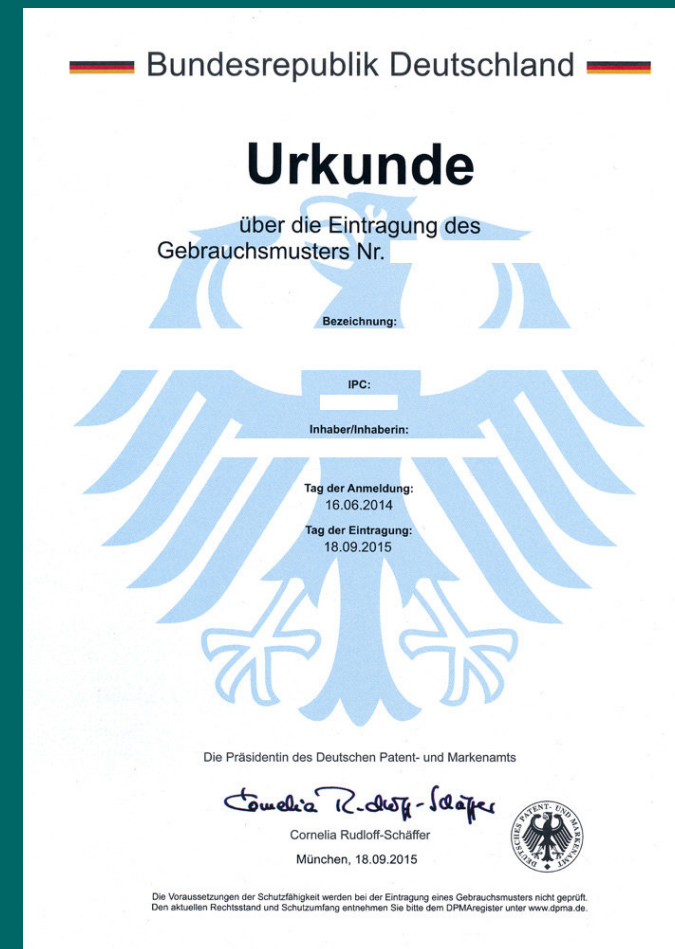 Bundesrepublik Deutschland
Urkunde
über die Eintragung des
Gebrauchsmusters Nr.
Bezeichnung:
IPC:
Inhaber/Inhaberin:
Tag der Anmeldung:
16.06.2014
Tag der Eintragung:
18.09.2015
Die Präsidentin des Deutschen Patent- und Markenamts
Cornelia Rudloff-Schäffer
Cornelia Rudloff-Schäffer
München, 18.09.2015
DEUTSCHES PATENT- UND MARKENAMT
Die Voraussetzungen der Schutzfähigkeit werden bei der Eintragung eines Gebrauchsmusters nicht geprüft.
Den aktuellen Rechtsstand und Schutzumfang entnehmen Sie bitte dem DPMAregister unter www.dpma.de.